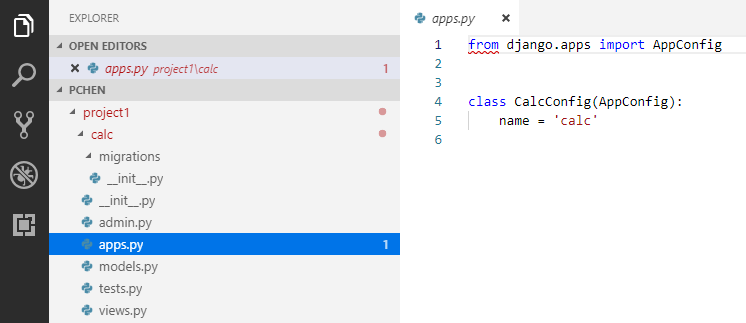 EXPLORER
OPEN EDITORS
apps.py project1\calc 1
PCHEN
project1
calc
migrations
__init__.py
__init__.py
admin.py
apps.py 1
models.py
tests.py
views.py
apps.py
1 from django.apps import AppConfig
2
3
4 class CalcConfig(AppConfig):
5     name = 'calc'
6